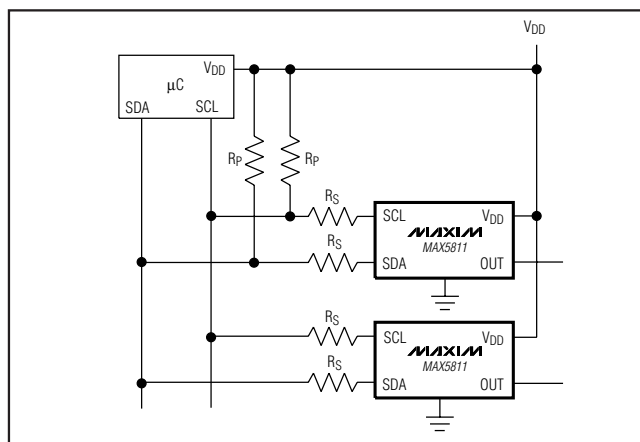 VDD
VDD
μC
SDA
SCL
RP
RP
RS
SCL
VDD
MAXIM
MAX5811
RS
SDA
OUT
RS
SCL
VDD
MAXIM
MAX5811
RS
SDA
OUT